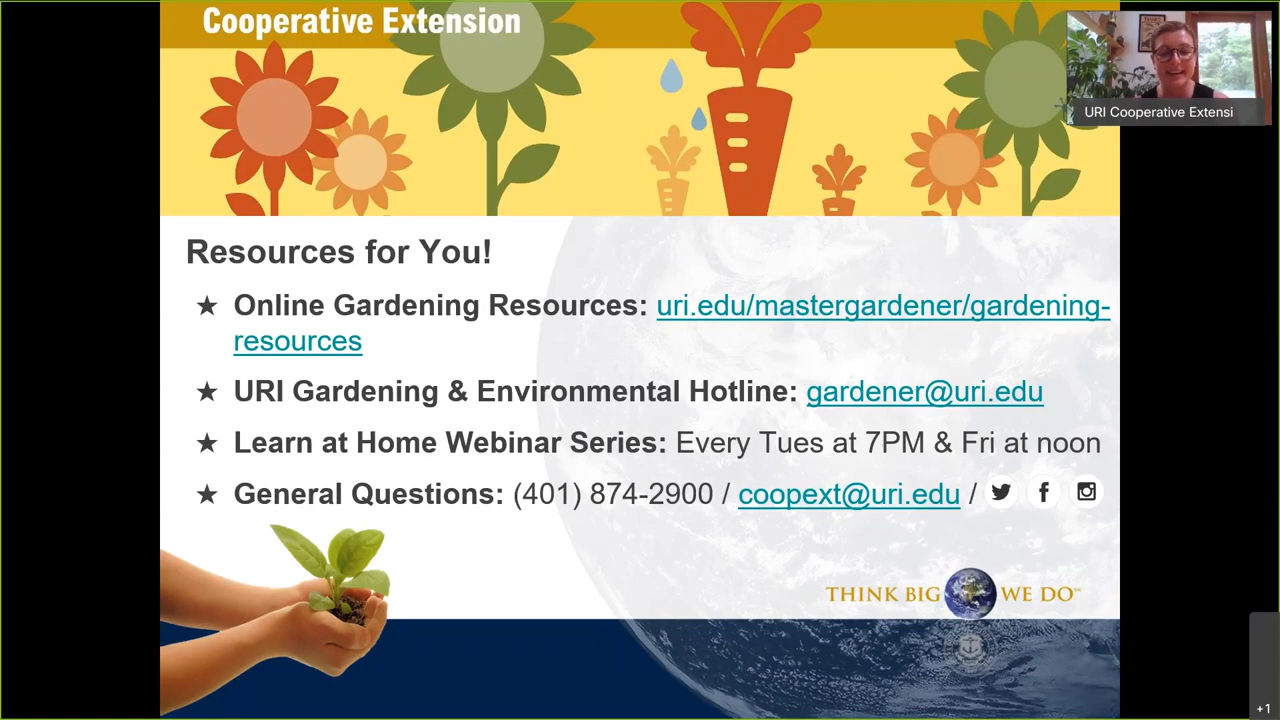 Cooperative Extension
URI Cooperative Extensi
Resources for You!
★ Online Gardening Resources: uri.edu/mastergardener/gardening-
resources
★ URI Gardening & Environmental Hotline: gardener@uri.edu
★ Learn at Home Webinar Series: Every Tues at 7PM & Fri at noon
★ General Questions: (401) 874-2900 / coopext@uri.edu /
THINK BIG WE DO
+1